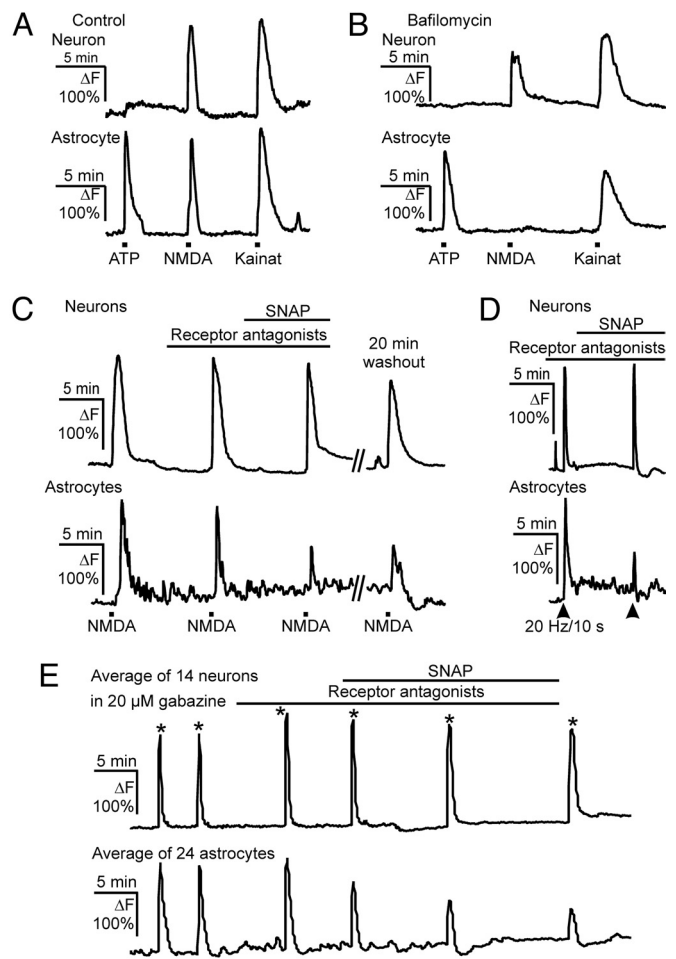 A
Control
Neuron
5 min
ΔF
100%
Astrocyte
5 min
ΔF
100%
ATP NMDA Kainat
B
Bafilomycin
Neuron
5 min
ΔF
100%
Astrocyte
5 min
ΔF
100%
ATP NMDA Kainat
C
Neurons
SNAP
Receptor antagonists
20 min
washout
5 min
ΔF
100%
//
Astrocytes
5 min
ΔF
100%
//
NMDA NMDA NMDA NMDA
D
Neurons
SNAP
Receptor antagonists
5 min
ΔF
100%
Astrocytes
5 min
ΔF
100%
20 Hz/10 s
E
Average of 14 neurons
in 20 µM gabazine
SNAP
Receptor antagonists
* * * * * *
5 min
ΔF
100%
Average of 24 astrocytes
5 min
ΔF
100%